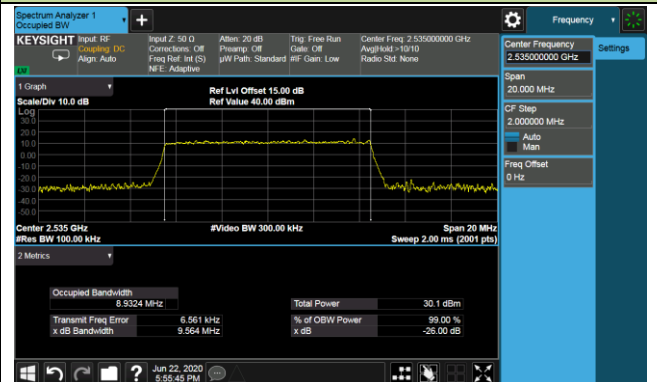 Spectrum Analyzer 1
Occupied BW
+
Frequency
KEYSIGHT
Input: RF
Coupling: DC
Align: Auto
Input Z: 50 Ω
Corrections: Off
Freq Ref: Int (S)
NFE: Adaptive
Atten: 20 dB
Preamp: Off
µW Path: Standard
Trig: Free Run
Gate: Off
#IF Gain: Low
Center Freq: 2.535000000 GHz
Avg|Hold:>10/10
Radio Std: None
LW
Center Frequency
2.535000000 GHz
Settings
Span
20.000 MHz
CF Step
2.000000 MHz
Auto
Man
Freq Offset
0 Hz
1 Graph
Scale/Div 10.0 dB
Ref Lvl Offset 15.00 dB
Ref Value 40.00 dBm
Log
30.0
20.0
10.0
0.00
-10.0
-20.0
-30.0
-40.0
-50.0
Center 2.535 GHz
#Res BW 100.00 kHz
#Video BW 300.00 kHz
Span 20 MHz
Sweep 2.00 ms (2001 pts)
2 Metrics
Occupied Bandwidth
8.9324 MHz
Total Power 30.1 dBm
Transmit Freq Error 6.561 kHz
% of OBW Power 99.00 %
x dB Bandwidth 9.564 MHz
x dB -26.00 dB
?
Jun 22, 2020
5:55:45 PM